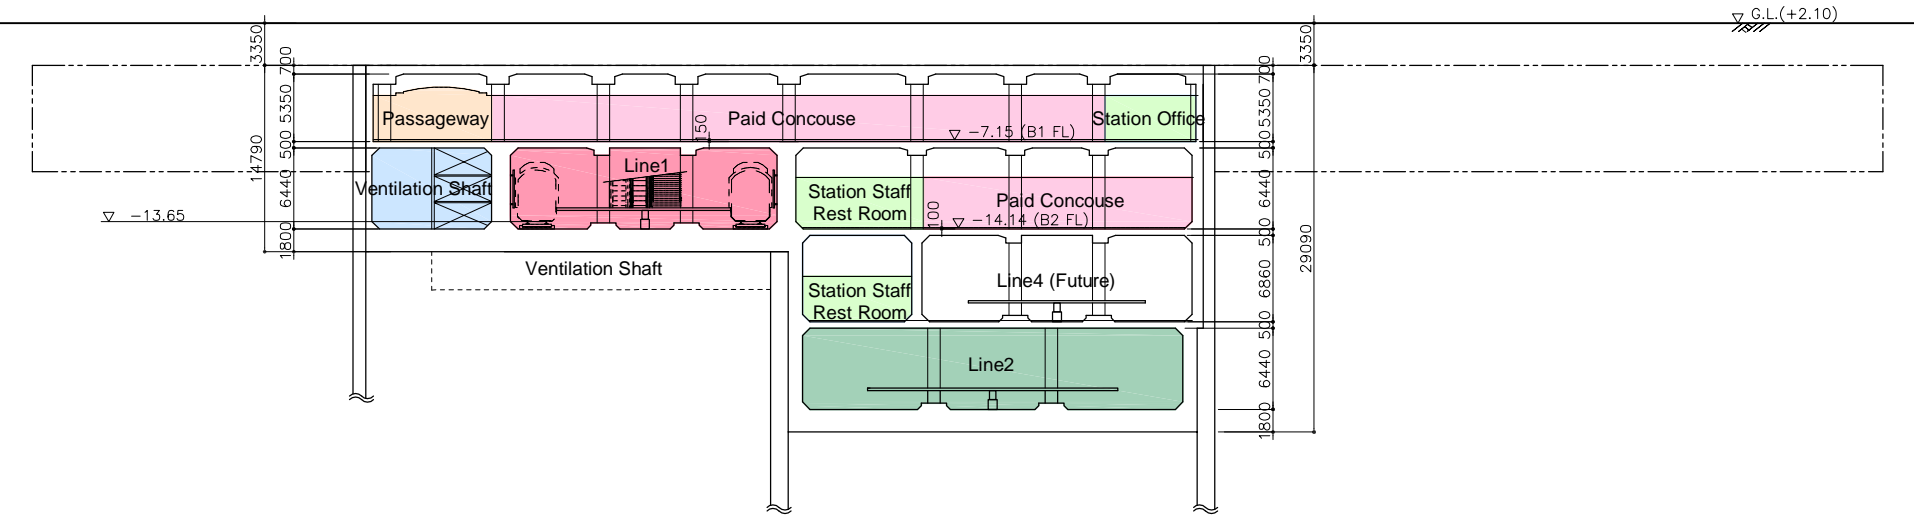 G.L.(+2.10)
3350
3350
700
700
5350
5350
Passageway
Paid Concouse
Station Office
150
-7.15 (B1 FL)
500
500
14790
Line1
Ventilation Shaft
6440
6440
Station Staff
Rest Room
Paid Concouse
-13.65
100
-14.14 (B2 FL)
1800
500
29090
Ventilation Shaft
Line4 (Future)
6860
Station Staff
Rest Room
500
Line2
6440
1800